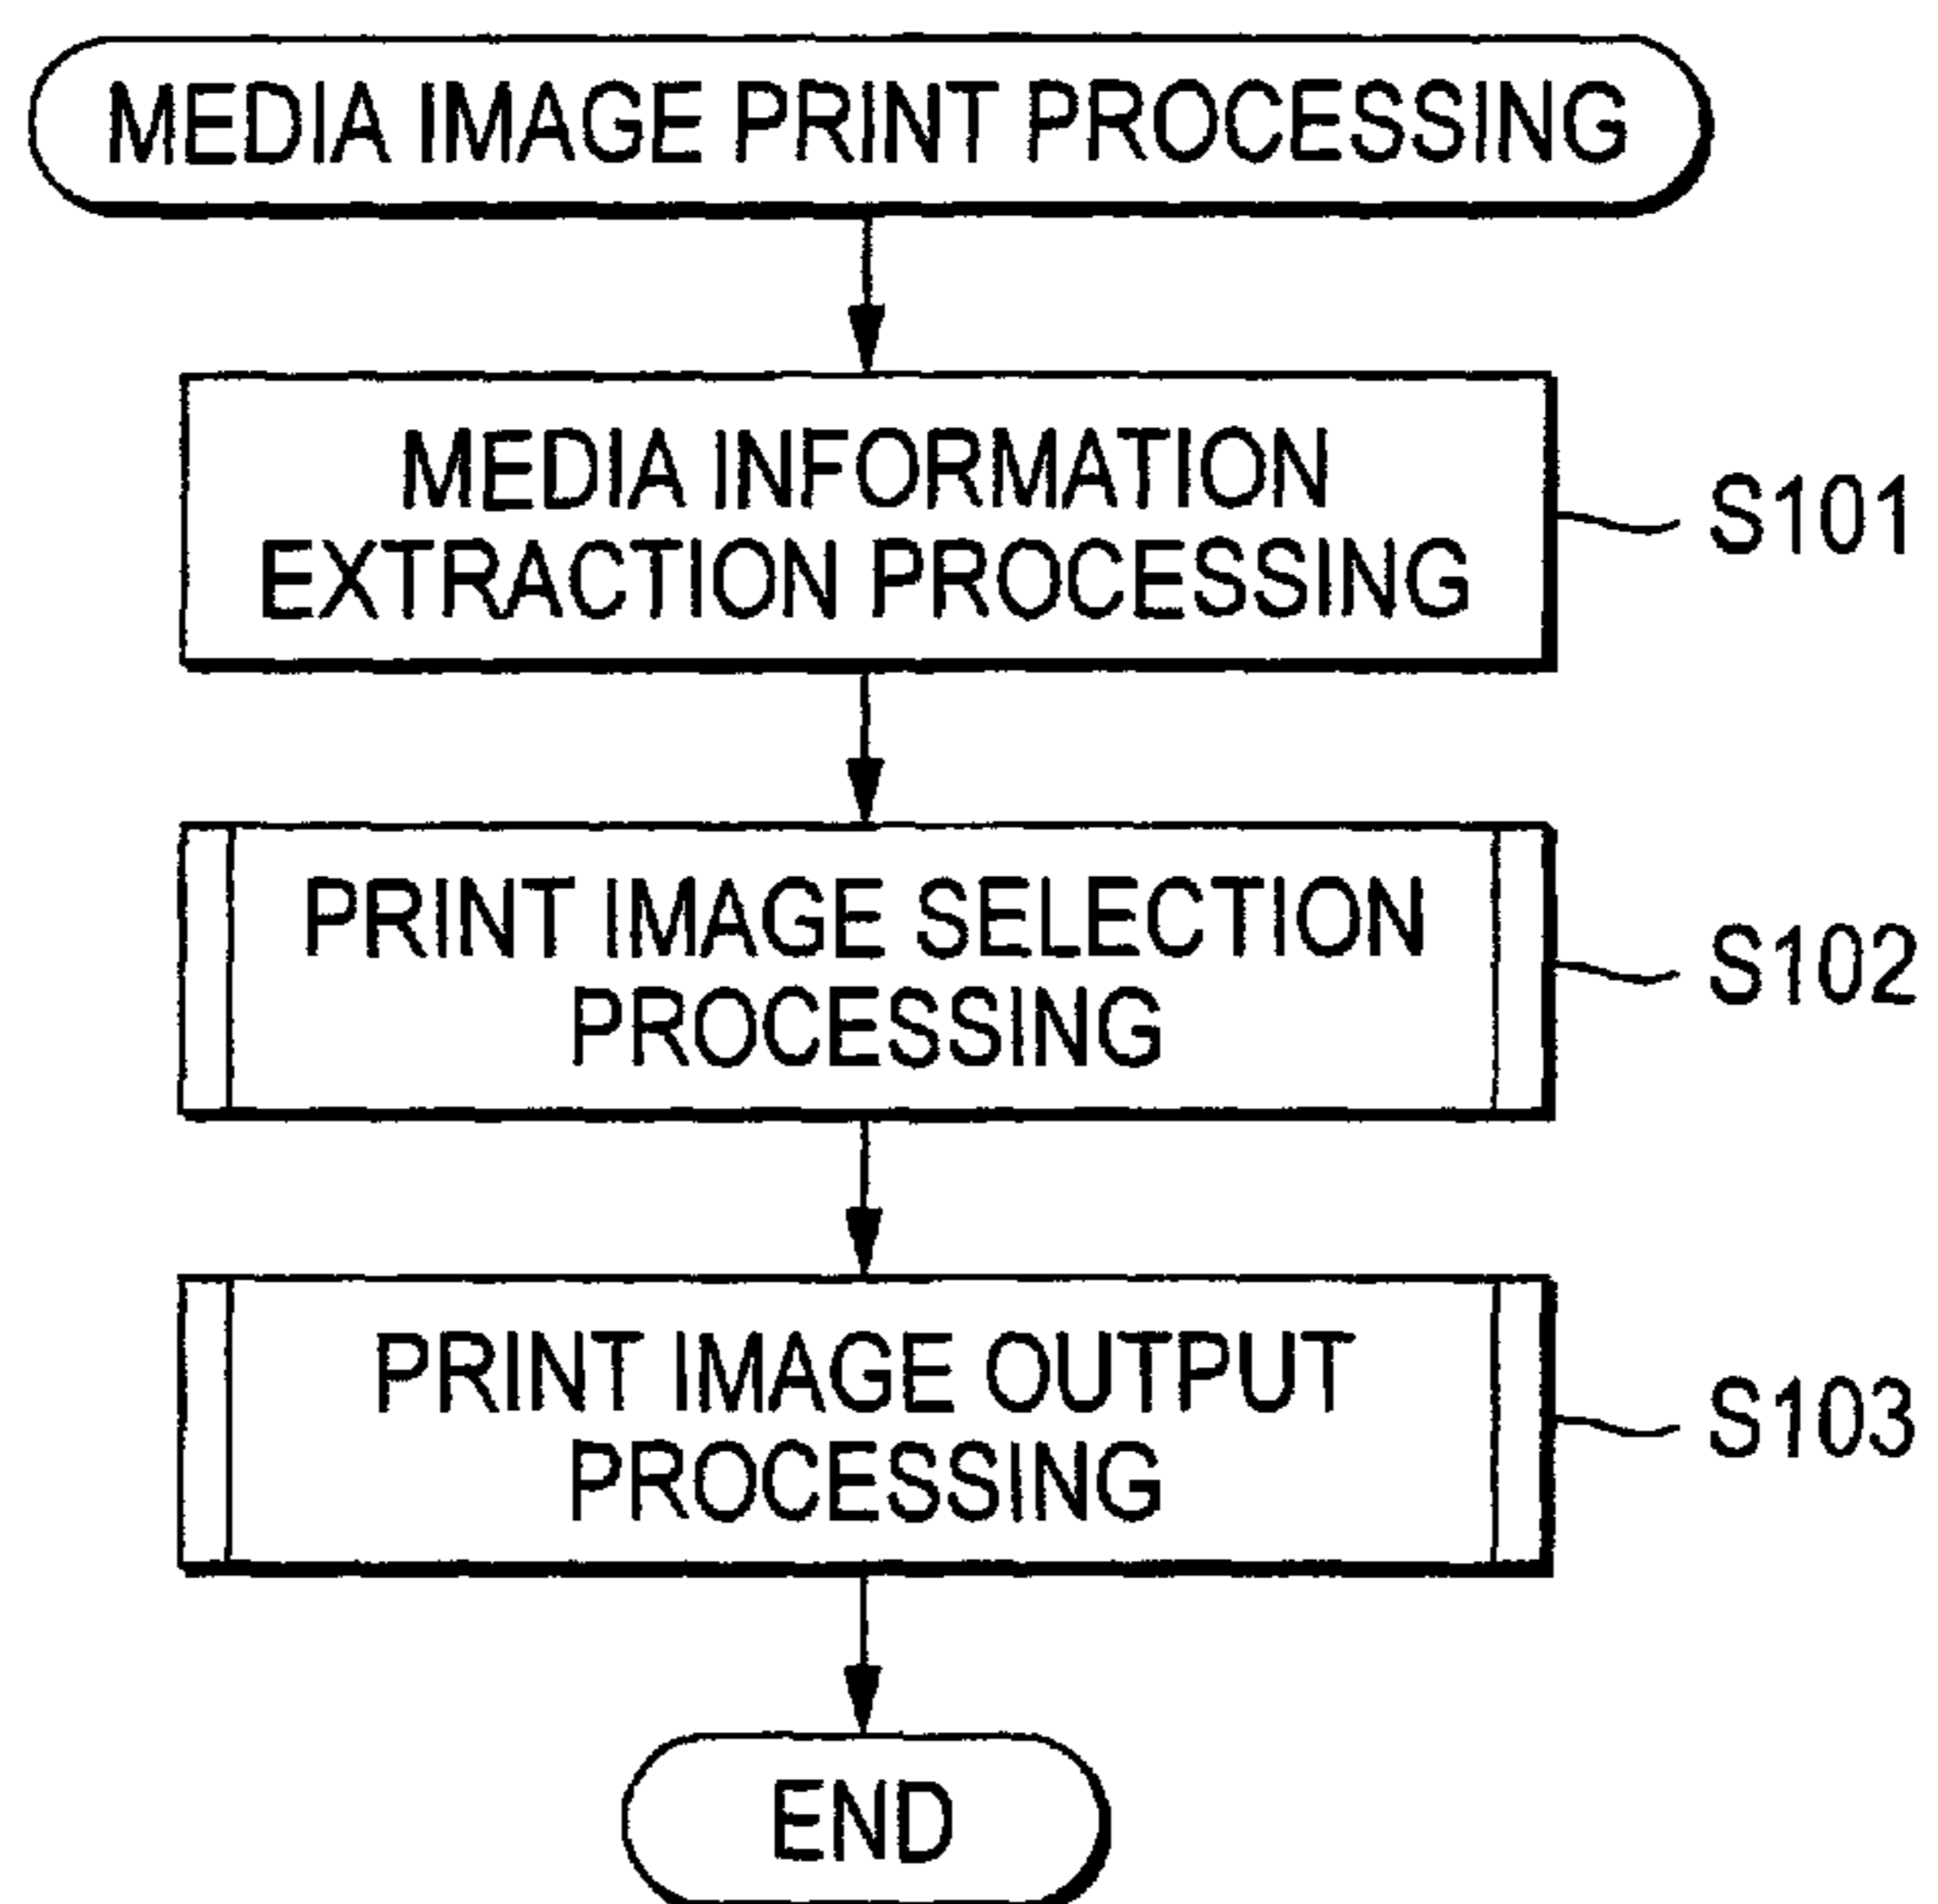 MEDIA IMAGE PRINT PROCESSING
MEDIA INFORMATION
EXTRACTION PROCESSING
S101
PRINT IMAGE SELECTION
PROCESSING
S102
PRINT IMAGE OUTPUT
PROCESSING
S103
END